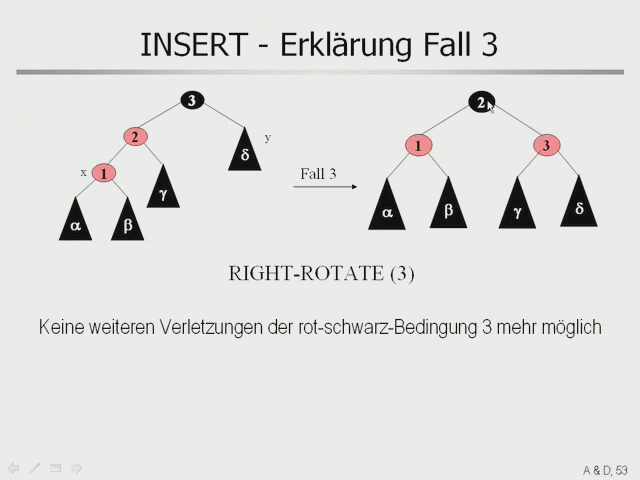 INSERT - Erklärung Fall 3
3
2
x 1
α
β
γ
δ
y
Fall 3
2
1
3
α
β
γ
δ
RIGHT-ROTATE (3)
Keine weiteren Verletzungen der rot-schwarz-Bedingung 3 mehr möglich
A & D, 53